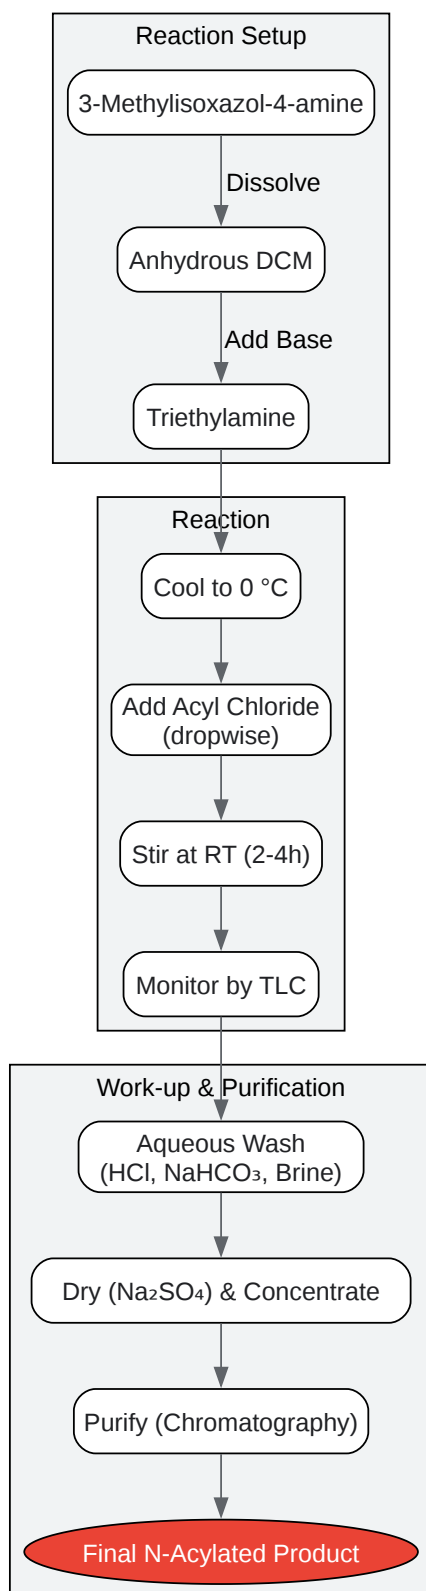 Reaction Setup
3-Methylisoxazol-4-amine
Dissolve
Anhydrous DCM
Add Base
Triethylamine
Reaction
Cool to 0 °C
Add Acyl Chloride
(dropwise)
Stir at RT (2-4h)
Monitor by TLC
Work-up & Purification
Aqueous Wash
(HCl, NaHCO₃, Brine)
Dry (Na₂SO₄) & Concentrate
Purify (Chromatography)
Final N-Acylated Product